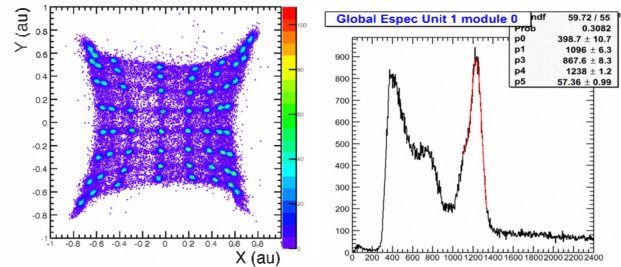 Y (au)
1
0.8
0.6
0.4
0.2
0
-0.2
-0.4
-0.6
-0.8
-1
-1 -0.8 -0.6 -0.4 -0.2 0 0.2 0.4 0.6 0.8 1
X (au)
100
80
60
40
20
0
Global Espec Unit 1 module 0
ndf 59.72 / 55
Prob 0.3082
p0 398.7 ± 10.7
p1 1096 ± 6.3
p3 867.6 ± 8.3
p4 1238 ± 1.2
p5 57.36 ± 0.99
900
800
700
600
500
400
300
200
100
0
0 200 400 600 800 1000 1200 1400 1600 1800 2000 2200 2400